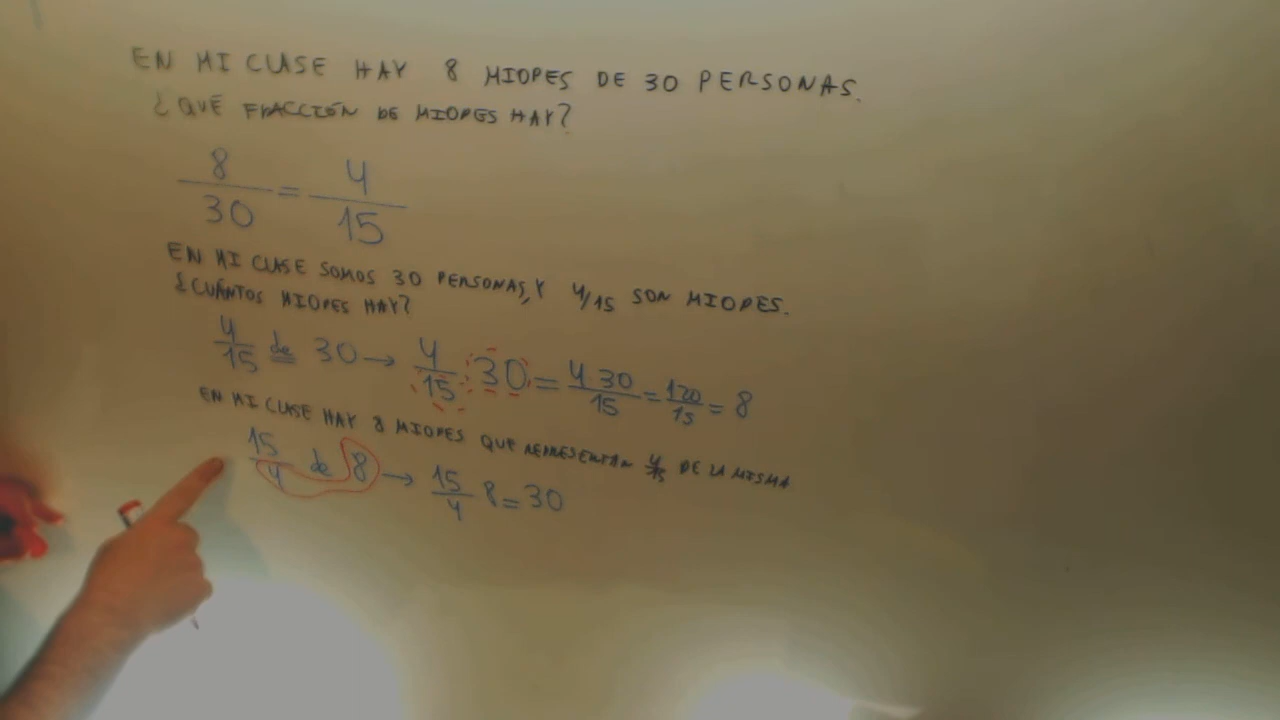 EN MI CLASE HAY 8 MIOPES DE 30 PERSONAS.
¿QUÉ FRACCIÓN DE MIOPES HAY?
8/30 = 4/15
EN MI CLASE SOMOS 30 PERSONAS, Y 4/15 SON MIOPES.
¿CUÁNTOS MIOPES HAY?
4/15 de 30 → 4/15 · 30 = 4·30/15 = 120/15 = 8
EN MI CLASE HAY 8 MIOPES QUE REPRESENTAN 4/15 DE LA MISMA
15/4 de 8 → 15/4 8 = 30